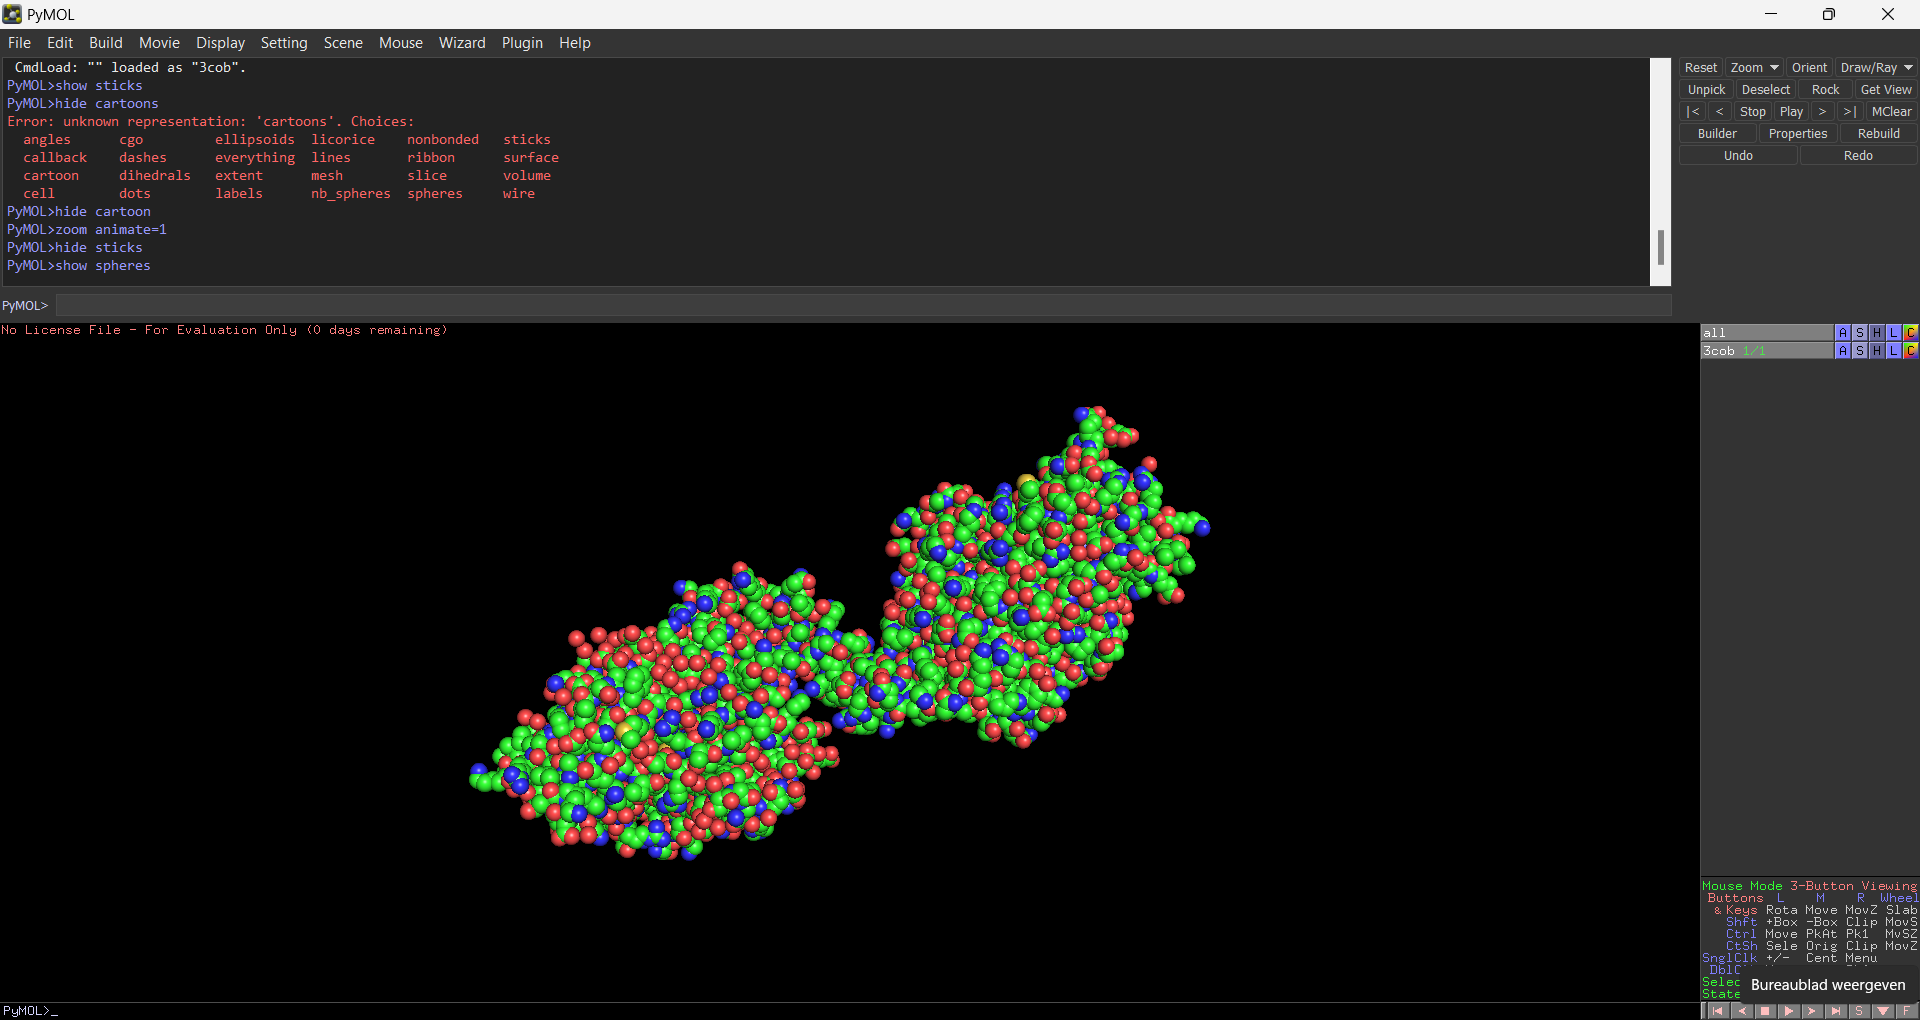 PyMOL
File Edit Build Movie Display Setting Scene Mouse Wizard Plugin Help
CmdLoad: "" loaded as "3cob".
PyMOL>show sticks
PyMOL>hide cartoons
Error: unknown representation: 'cartoons'. Choices:
angles cgo ellipsoids licorice nonbonded sticks
callback dashes everything lines ribbon surface
cartoon dihedrals extent mesh slice volume
cell dots labels nb_spheres spheres wire
PyMOL>hide cartoon
PyMOL>zoom animate=1
PyMOL>hide sticks
PyMOL>show spheres
PyMOL>
Reset Zoom Orient Draw/Ray
Unpick Deselect Rock Get View
|< < Stop Play > >| MClear
Builder Properties Rebuild
Undo Redo
No License File - For Evaluation Only (0 days remaining)
all A S H L C
3cob 1/1 A S H L C
Mouse Mode 3-Button Viewing
Buttons L M R Wheel
& Keys Rota Move MovZ Slab
Shft +Box -Box Clip MovS
Ctrl Move PkAt Pk1 MvSZ
CtSh Sele Orig Clip MovZ
SnglClk +/- Cent Menu
DblC
Selec
State
Bureaublad weergeven
PyMOL>_
S F